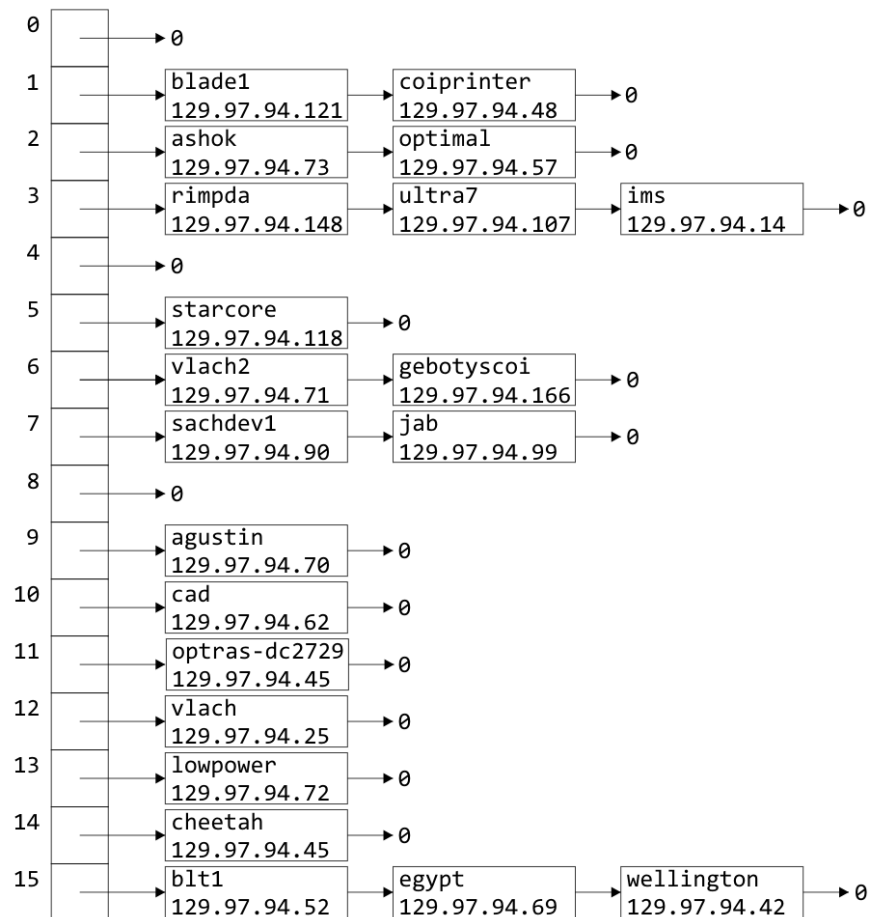 0
0
1
blade1
129.97.94.121
coiprinter
129.97.94.48
0
2
ashok
129.97.94.73
optimal
129.97.94.57
0
3
rimpda
129.97.94.148
ultra7
129.97.94.107
ims
129.97.94.14
0
4
0
5
starcore
129.97.94.118
0
6
vlach2
129.97.94.71
gebotyscoi
129.97.94.166
0
7
sachdev1
129.97.94.90
jab
129.97.94.99
0
8
0
9
agustin
129.97.94.70
0
10
cad
129.97.94.62
0
11
optras-dc2729
129.97.94.45
0
12
vlach
129.97.94.25
0
13
lowpower
129.97.94.72
0
14
cheetah
129.97.94.45
0
15
blt1
129.97.94.52
egypt
129.97.94.69
wellington
129.97.94.42
0